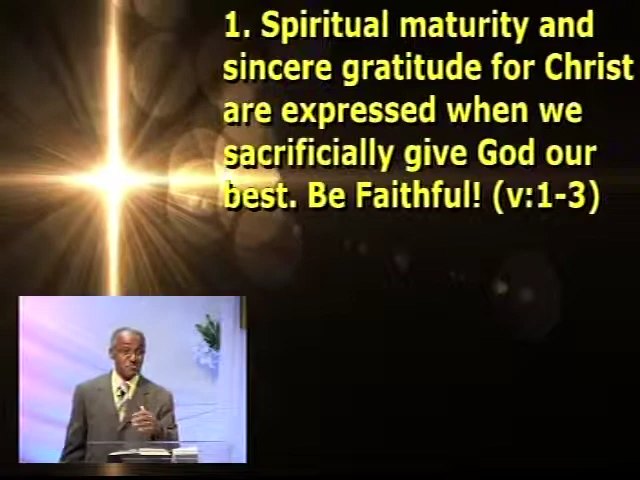 1. Spiritual maturity and
sincere gratitude for Christ
are expressed when we
sacrificially give God our
best. Be Faithful! (v:1-3)